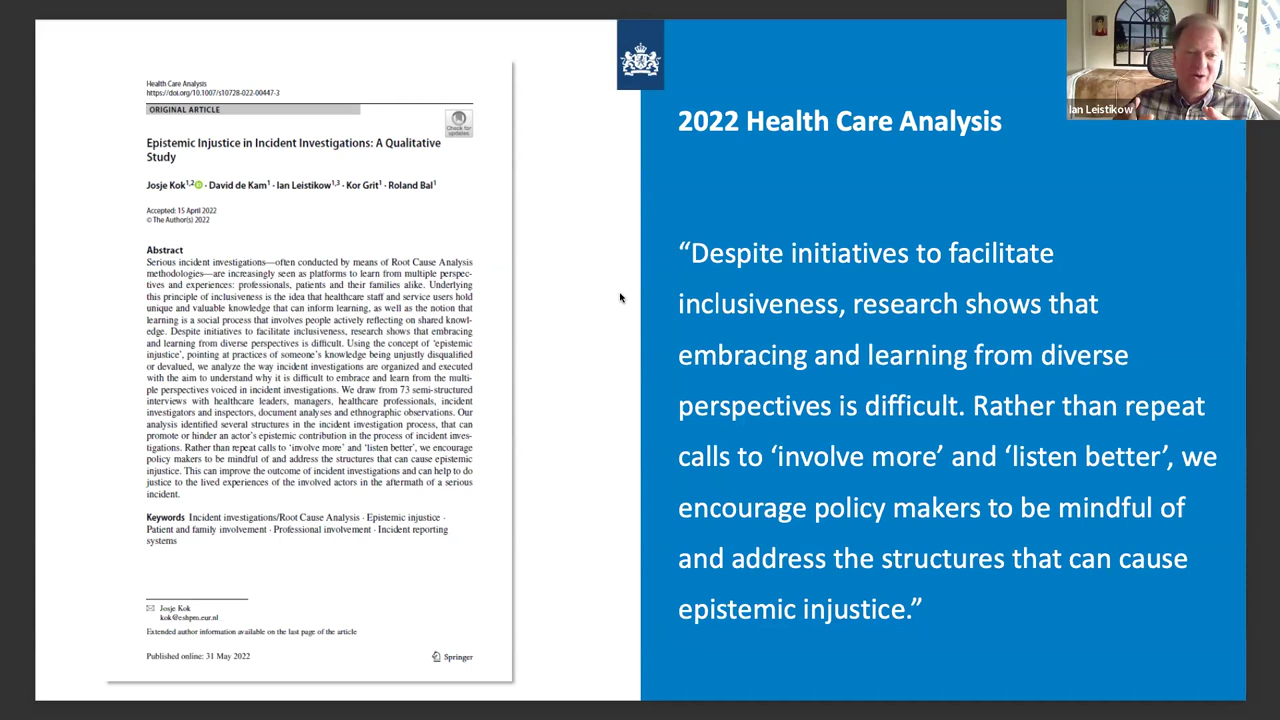 Health Care Analysis
https://doi.org/10.1007/s10728-022-00447-3
ORIGINAL ARTICLE
Check for
updates
Epistemic Injustice in Incident Investigations: A Qualitative
Study
Josje Kok1,2 · David de Kam1 · Ian Leistikow1,3 · Kor Grit1 · Roland Bal1
Accepted: 15 April 2022
© The Author(s) 2022
Abstract
Serious incident investigations—often conducted by means of Root Cause Analysis
methodologies—are increasingly seen as platforms to learn from multiple perspec-
tives and experiences: professionals, patients and their families alike. Underlying
this principle of inclusiveness is the idea that healthcare staff and service users hold
unique and valuable knowledge that can inform learning, as well as the notion that
learning is a social process that involves people actively reflecting on shared knowl-
edge. Despite initiatives to facilitate inclusiveness, research shows that embracing
and learning from diverse perspectives is difficult. Using the concept of ‘epistemic
injustice’, pointing at practices of someone’s knowledge being unjustly disqualified
or devalued, we analyze the way incident investigations are organized and executed
with the aim to understand why it is difficult to embrace and learn from the multi-
ple perspectives voiced in incident investigations. We draw from 73 semi-structured
interviews with healthcare leaders, managers, healthcare professionals, incident
investigators and inspectors, document analyses and ethnographic observations. Our
analysis identified several structures in the incident investigation process, that can
promote or hinder an actor’s epistemic contribution in the process of incident inves-
tigations. Rather than repeat calls to ‘involve more’ and ‘listen better’, we encourage
policy makers to be mindful of and address the structures that can cause epistemic
injustice. This can improve the outcome of incident investigations and can help to do
justice to the lived experiences of the involved actors in the aftermath of a serious
incident.
Keywords Incident investigations/Root Cause Analysis · Epistemic injustice ·
Patient and family involvement · Professional involvement · Incident reporting
systems
Josje Kok
kok@eshpm.eur.nl
Extended author information available on the last page of the article
Published online: 31 May 2022
Springer
2022 Health Care Analysis
“Despite initiatives to facilitate
inclusiveness, research shows that
embracing and learning from diverse
perspectives is difficult. Rather than repeat
calls to ‘involve more’ and ‘listen better’, we
encourage policy makers to be mindful of
and address the structures that can cause
epistemic injustice.”
Ian Leistikow